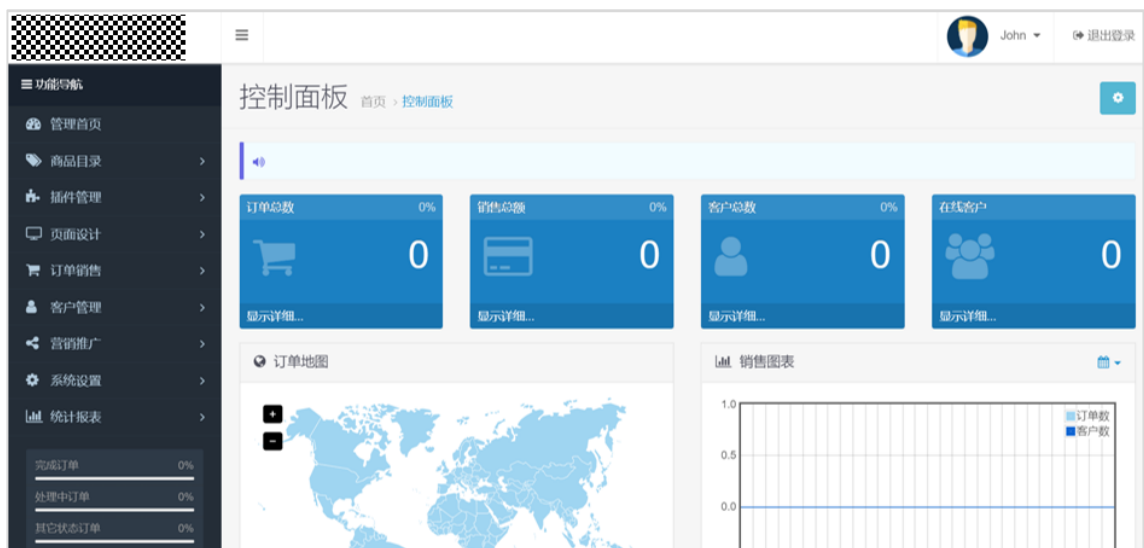 John 退出登录
功能导航
控制面板 首页 > 控制面板
管理首页
商品目录
插件管理
页面设计
订单销售
客户管理
营销推广
系统设置
统计报表
完成订单 0%
处理中订单 0%
其它状态订单 0%
订单总数 0%
0
显示详细...
销售总额 0%
0
显示详细...
客户总数 0%
0
显示详细...
在线客户
0
显示详细...
订单地图
+
-
销售图表
1.0
0.5
0.0
订单数
客户数